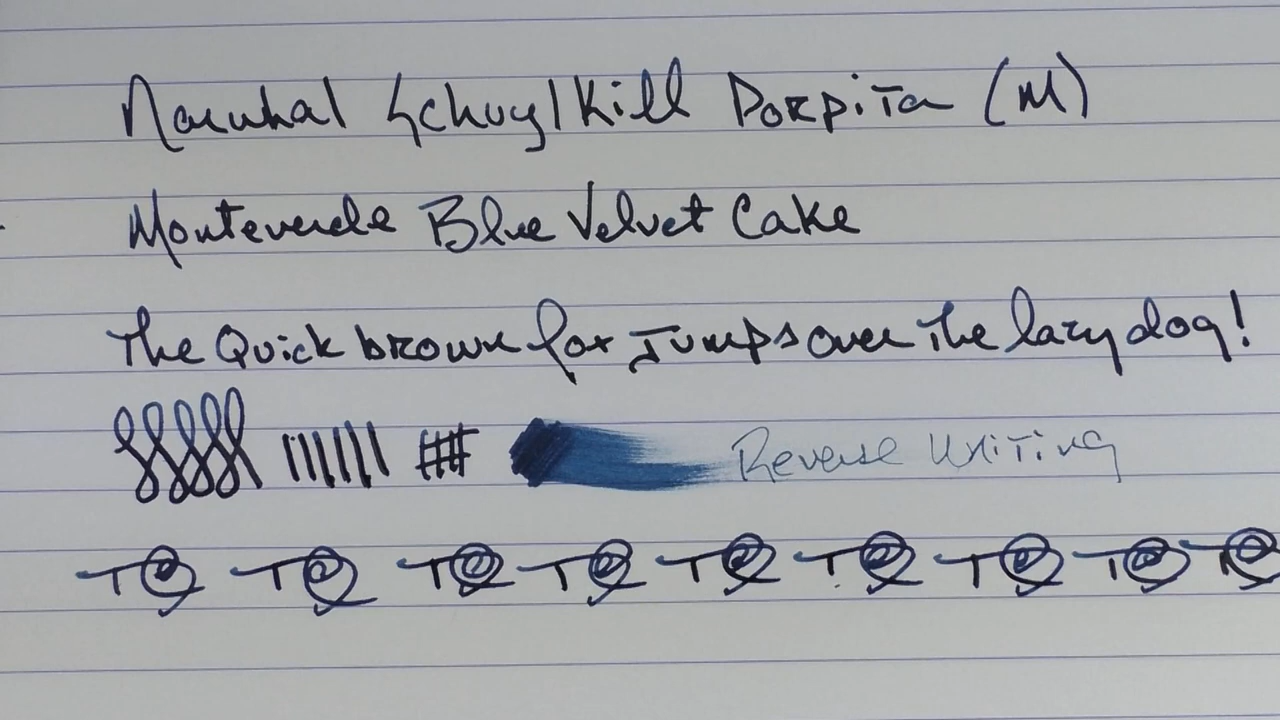 Narwhal Schuylkill Porpita (M)
Monteverde Blue Velvet Cake
The Quick brown fox Jumps over The lazy dog!
Reverse Writing